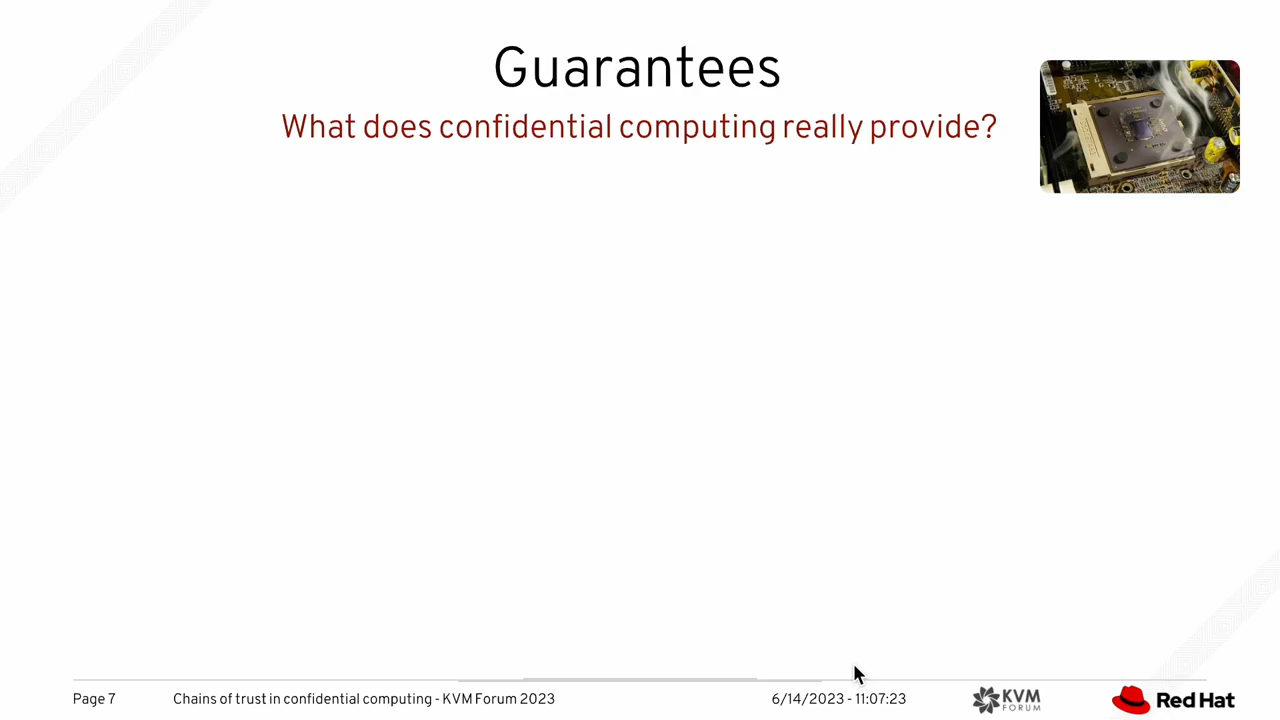 Guarantees
What does confidential computing really provide?
Page 7
Chains of trust in confidential computing - KVM Forum 2023
6/14/2023 - 11:07:23
KVM
FORUM
Red Hat